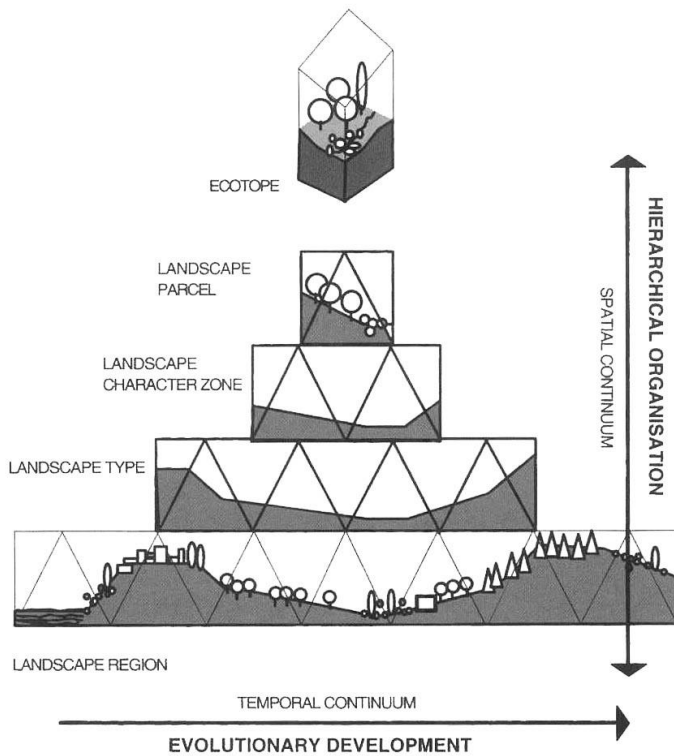 ECOTOPE
LANDSCAPE
PARCEL
LANDSCAPE
CHARACTER ZONE
LANDSCAPE TYPE
LANDSCAPE REGION
SPATIAL CONTINUUM
HIERARCHICAL ORGANISATION
TEMPORAL CONTINUUM
EVOLUTIONARY DEVELOPMENT